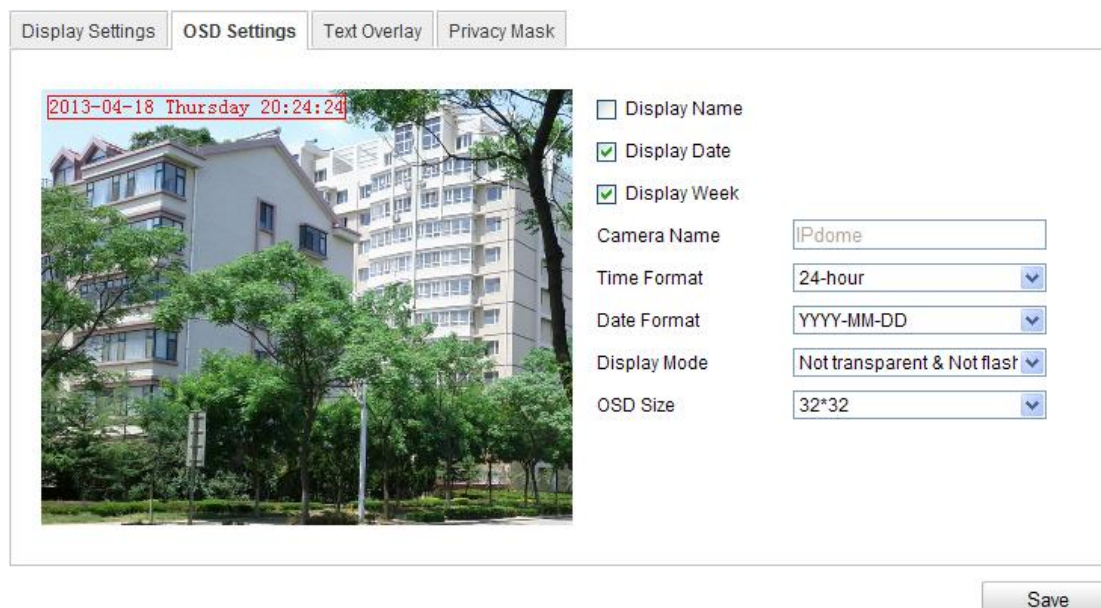 Display Settings
OSD Settings
Text Overlay
Privacy Mask
2013-04-18 Thursday 20:24:24
Display Name
Display Date
Display Week
Camera Name IPdome
Time Format 24-hour
Date Format YYYY-MM-DD
Display Mode Not transparent & Not flash
OSD Size 32*32
Save